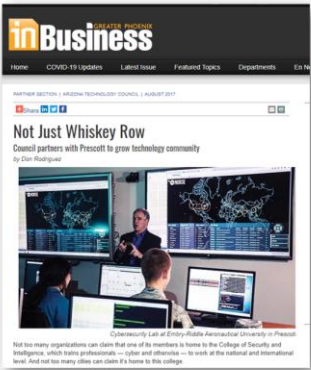 GREATER PHOENIX
inBusiness
Home COVID-19 Updates Latest Issue Featured Topics Departments En Ne
PARTNER SECTION | ARIZONA TECHNOLOGY COUNCIL | AUGUST 2017
Share
Not Just Whiskey Row
Council partners with Prescott to grow technology community
by Don Rodriguez
Cybersecurity Lab at Embry-Riddle Aeronautical University in Prescott
Not too many organizations can claim that one of its members is home to the College of Security and
Intelligence, which trains professionals — cyber and otherwise — to work at the national and international
level. And not too many cities can claim it's home to this college.